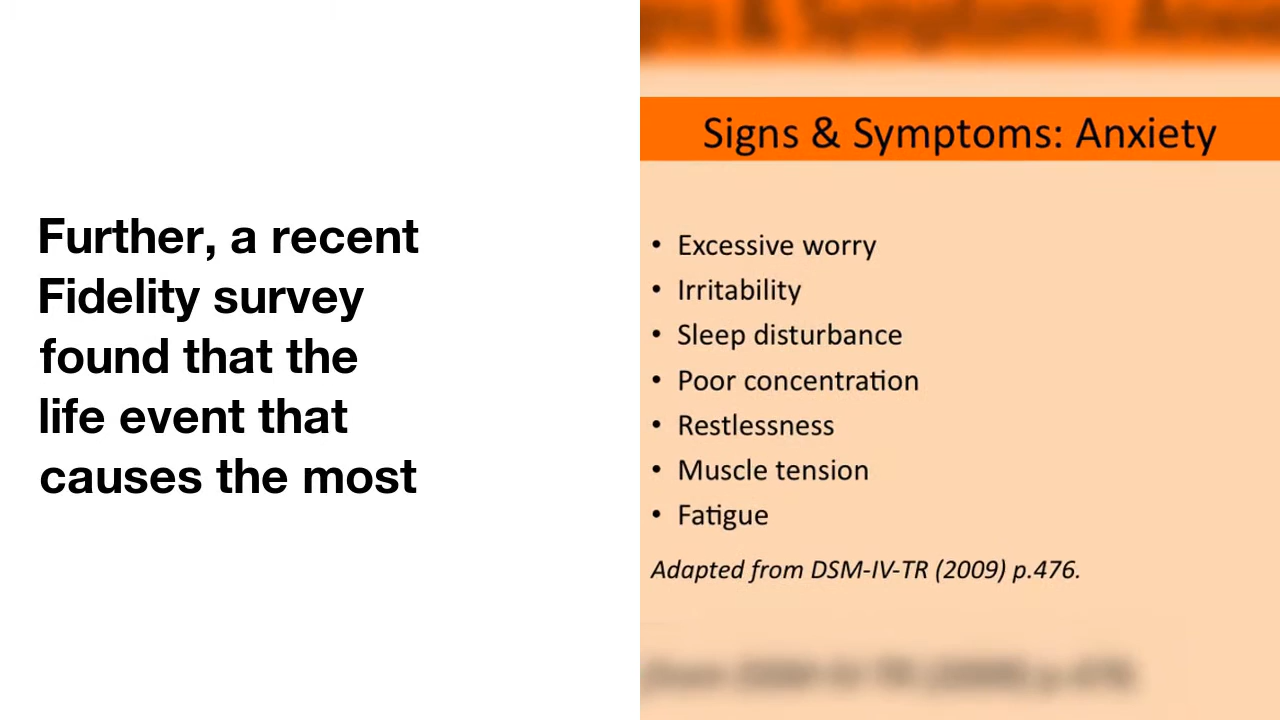 Further, a recent
Fidelity survey
found that the
life event that
causes the most
Signs & Symptoms: Anxiety
• Excessive worry
• Irritability
• Sleep disturbance
• Poor concentration
• Restlessness
• Muscle tension
• Fatigue
Adapted from DSM-IV-TR (2009) p.476.